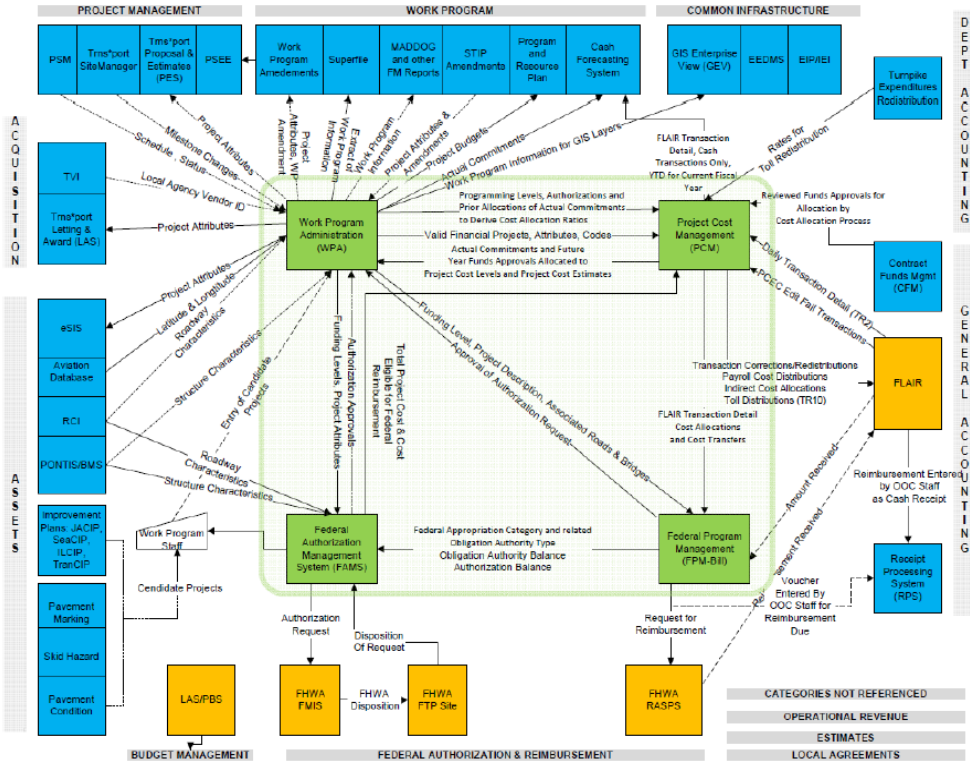 PROJECT MANAGEMENT
WORK PROGRAM
COMMON INFRASTRUCTURE
DEPT ACCOUNTING
GENERAL ACCOUNTING
ACQUISITION
ASSETS
PSM
Trns*port
SiteManager
Trns*port
Proposal &
Estimates
(PES)
PSEE
Work
Program
Amedements
Superfile
MADDOG
and other
FM Reports
STIP
Amendments
Program
and
Resource
Plan
Cash
Forecasting
System
GIS Enterprise
View (GEV)
EEDMS
EIP/IEI
Turnpike
Expenditures
Redistribution
Project Attributes
Milestone Changes
Schedule , Status
Project
Attributes, WP
Amendment
Extract of
Work Program
Information
Work Program
Information
Project Attributes &
Amendments
Project Budgets
Actual Commitments
Work Program Information for GIS Layers
FLAIR Transaction
Detail, Cash
Transactions Only,
YTD for Current Fiscal
Year
Rates for
Toll Redistribution
TVI
Trns*port
Letting &
Award (LAS)
Local Agency Vendor ID
Project Attributes
Work Program
Administration
(WPA)
Programming Levels, Authorizations and
Prior Allocations of Actual Commitments
to Derive Cost Allocation Ratios
Valid Financial Projects, Attributes, Codes
Actual Commitments and Future
Year Funds Approvals Allocated to
Project Cost Levels and Project Cost Estimates
Project Cost
Management
(PCM)
Reviewed Funds Approvals for
Allocation by
Cost Allocation Process
Contract
Funds Mgmt
(CFM)
Daily Transaction Detail (TR2)
PCEC Edit Fail Transactions
eSIS
Aviation
Database
RCI
PONTIS/BMS
Project Attributes
Latitude & Longitude
Roadway
Characteristics
Structure Characteristics
Entry of Candidate
Projects
Funding Levels, Project Attributes
Authorization Approvals
Total Project Cost & Cost
Eligible for Federal
Reimbursement
Funding Level, Project Description, Associated Roads & Bridges
Approval of Authorization Request
Transaction Corrections/Redistributions
Payroll Cost Distributions
Indirect Cost Allocations
Toll Distributions (TR10)
FLAIR Transaction Detail
Cost Allocations
and Cost Transfers
FLAIR
Roadway
Characteristics
Structure Characteristics
Amount Received
Reimbursement Entered
by OOC Staff
as Cash Receipt
Improvement
Plans: JACIP,
SeaCIP,
ILCIP,
TranCIP
Work Program
Staff
Federal
Authorization
Management
System (FAMS)
Federal Appropriation Category and related
Obligation Authority Type
Obligation Authority Balance
Authorization Balance
Federal Program
Management
(FPM-Bill)
Receipt
Processing
System
(RPS)
Candidate Projects
Voucher
Entered By
OOC Staff for
Reimbursement
Due
Pavement
Marking
Skid Hazard
Pavement
Condition
Authorization
Request
Disposition
Of Request
Request for
Reimbursement
LAS/PBS
FHWA
FMIS
FHWA
Disposition
FHWA
FTP Site
FHWA
RASPS
CATEGORIES NOT REFERENCED
OPERATIONAL REVENUE
ESTIMATES
LOCAL AGREEMENTS
BUDGET MANAGEMENT
FEDERAL AUTHORIZATION & REIMBURSEMENT